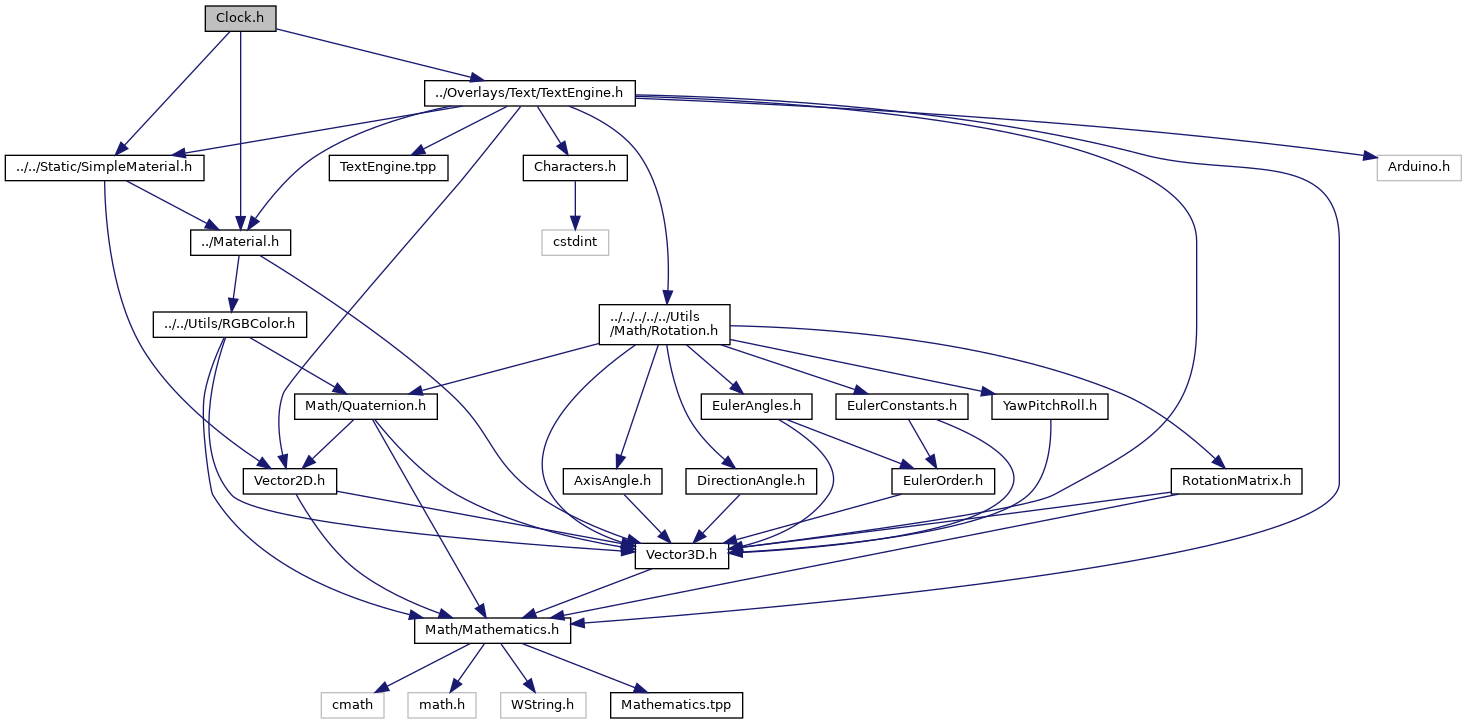 Clock.h
../Overlays/Text/TextEngine.h
../../Static/SimpleMaterial.h
TextEngine.tpp
Characters.h
Arduino.h
../Material.h
cstdint
../../Utils/RGBColor.h
../../../../../Utils
/Math/Rotation.h
Math/Quaternion.h
EulerAngles.h
EulerConstants.h
YawPitchRoll.h
Vector2D.h
AxisAngle.h
DirectionAngle.h
EulerOrder.h
RotationMatrix.h
Vector3D.h
Math/Mathematics.h
cmath
math.h
WString.h
Mathematics.tpp